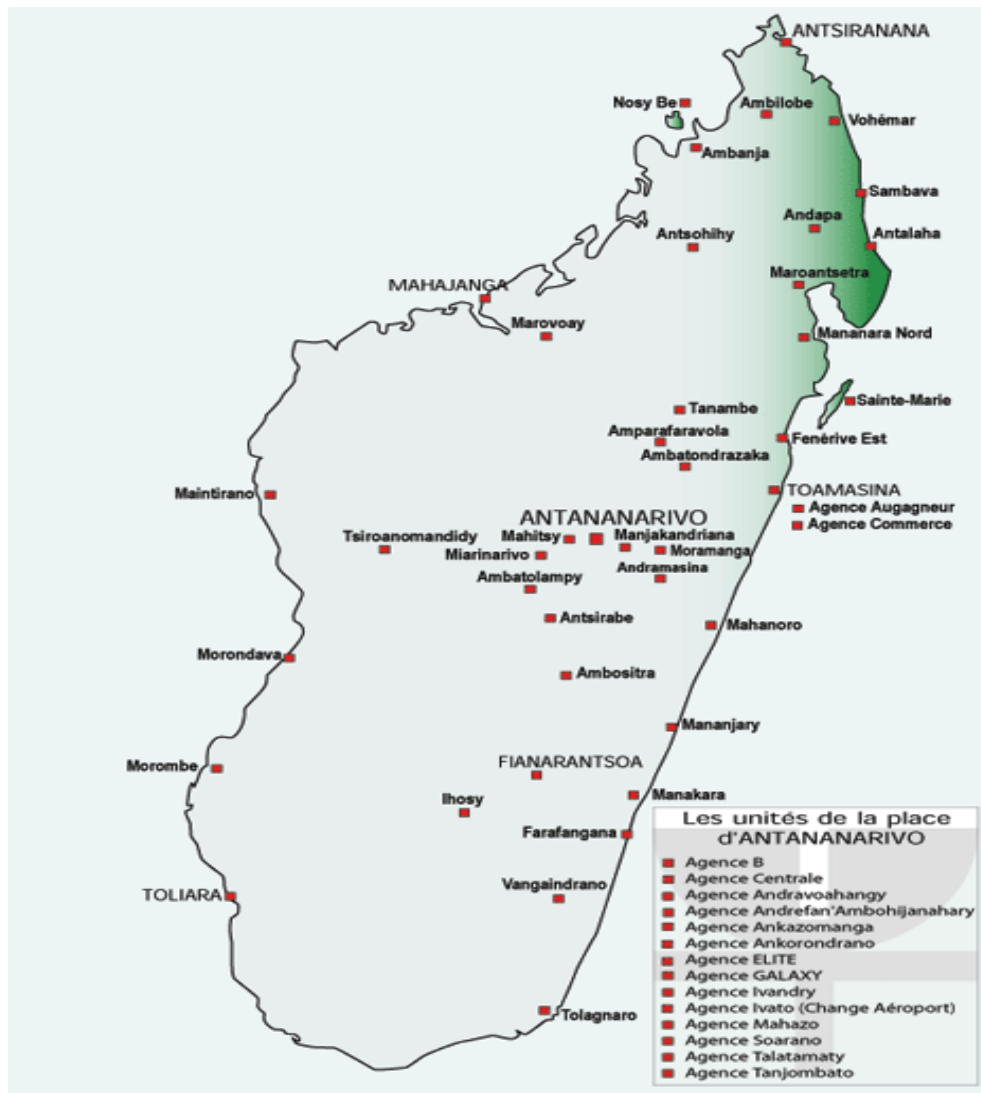 ANTSIRANANA
Nosy Be
Ambilobe
Vohémar
Ambanja
Sambava
Andapa
Antsohihy
Antalaha
Maroantsetra
MAHAJANGA
Marovoay
Mananara Nord
Sainte-Marie
Tanambe
Amparafaravola
Fenérive Est
Ambatondrazaka
Maintirano
TOAMASINA
Agence Augagneur
Agence Commerce
ANTANANARIVO
Tsiroanomandidy
Mahitsy
Manjakandriana
Miarinarivo
Moramanga
Andramasina
Ambatolampy
Antsirabe
Mahanoro
Morondava
Ambositra
Mananjary
FIANARANTSOA
Morombe
Ihosy
Manakara
Farafangana
Vangaindrano
TOLIARA
Tolagnaro
Les unités de la place
d'ANTANANARIVO
Agence B
Agence Centrale
Agence Andravoahangy
Agence Andrefan'Ambohijanahary
Agence Ankazomanga
Agence Ankorondrano
Agence ELITE
Agence GALAXY
Agence Ivandry
Agence Ivato (Change Aéroport)
Agence Mahazo
Agence Soarano
Agence Talatamaty
Agence Tanjombato